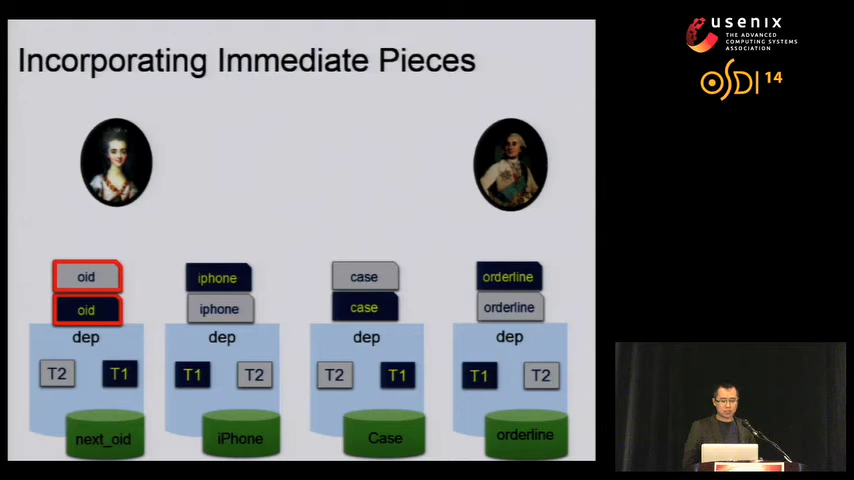 Incorporating Immediate Pieces
usenix
THE ADVANCED
COMPUTING SYSTEMS
ASSOCIATION
OSDI 14
oid
iphone
case
orderline
oid
iphone
case
orderline
dep
dep
dep
dep
T2
T1
T1
T2
T2
T1
T1
T2
next_oid
iPhone
Case
orderline